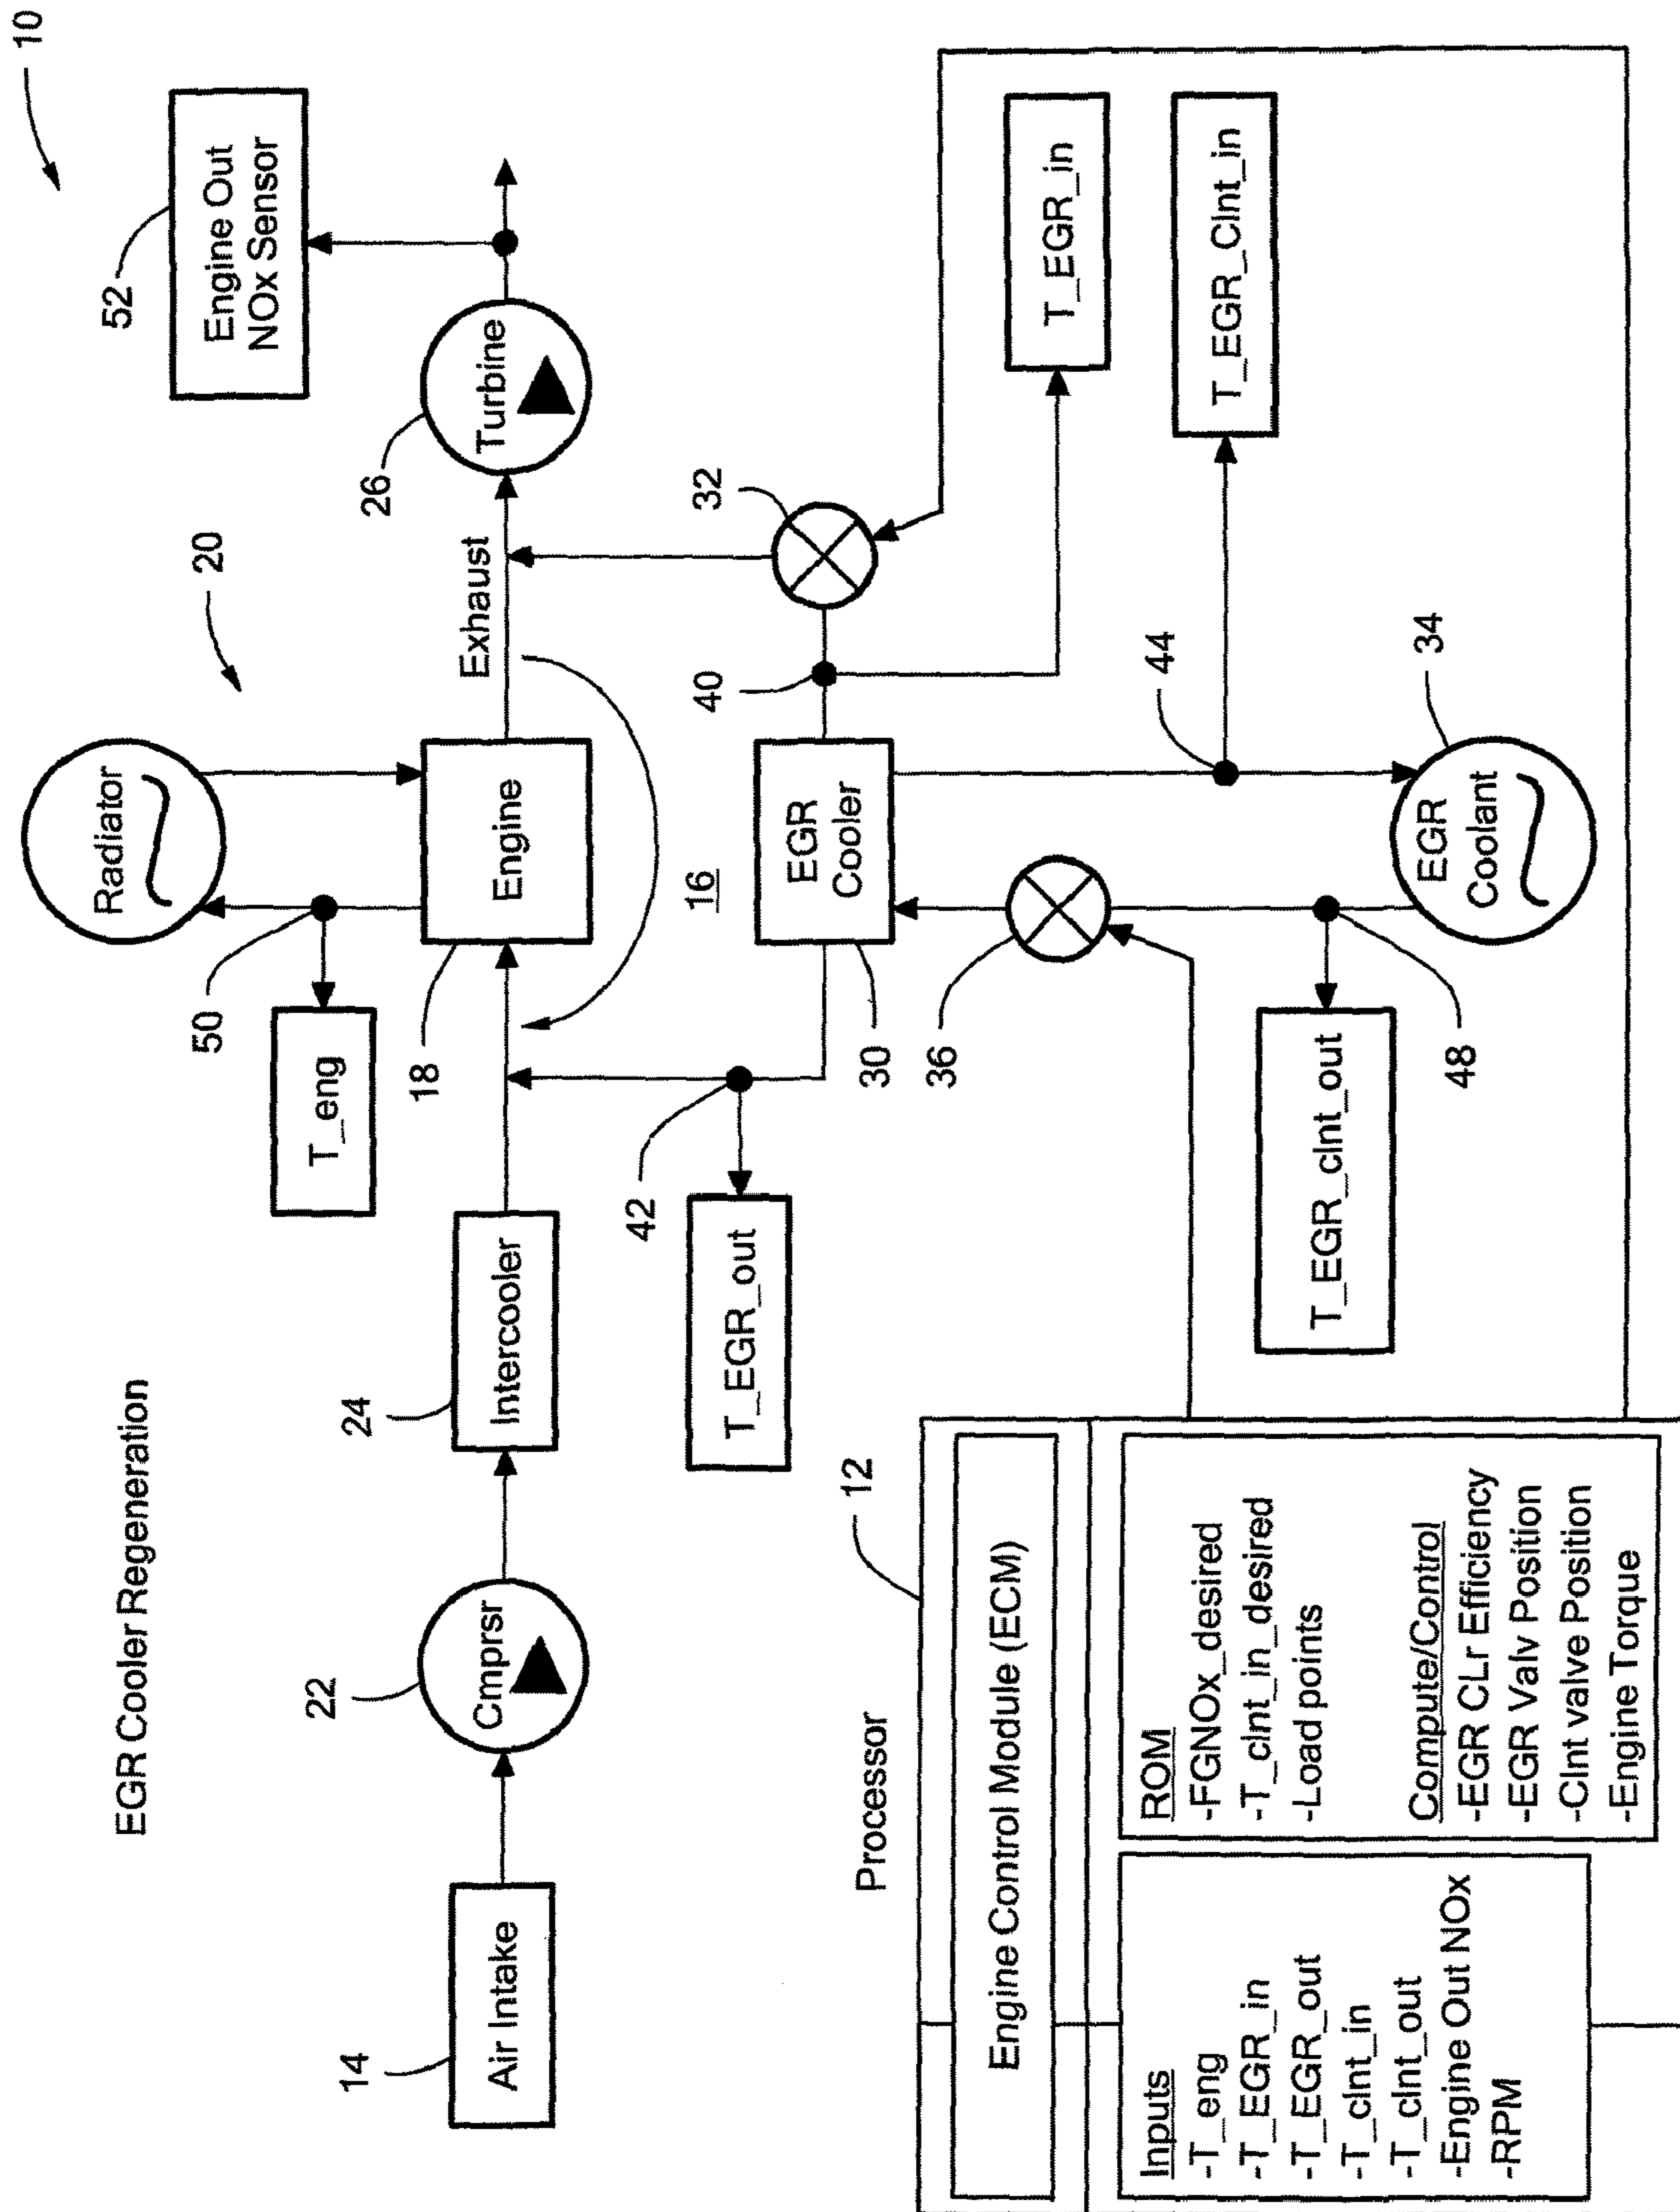 EGR Cooler Regeneration
10
20
52
Engine Out
NOx Sensor
Radiator
50
T_eng
14
Air Intake
22
Cmprsr
24
Intercooler
18
Engine
Exhaust
26
Turbine
16
42
T_EGR_out
30
EGR
Cooler
40
32
T_EGR_in
36
44
T_EGR_Clnt_in
48
T_EGR_clnt_out
34
EGR
Coolant
Processor
12
Engine Control Module (ECM)
Inputs
-T_eng
-T_EGR_in
-T_EGR_out
-T_clnt_in
-T_clnt_out
-Engine Out NOx
-RPM
ROM
-FGNOx_desired
-T_clnt_in_desired
-Load points
Compute/Control
-EGR CLr Efficiency
-EGR Valv Position
-Clnt valve Position
-Engine Torque